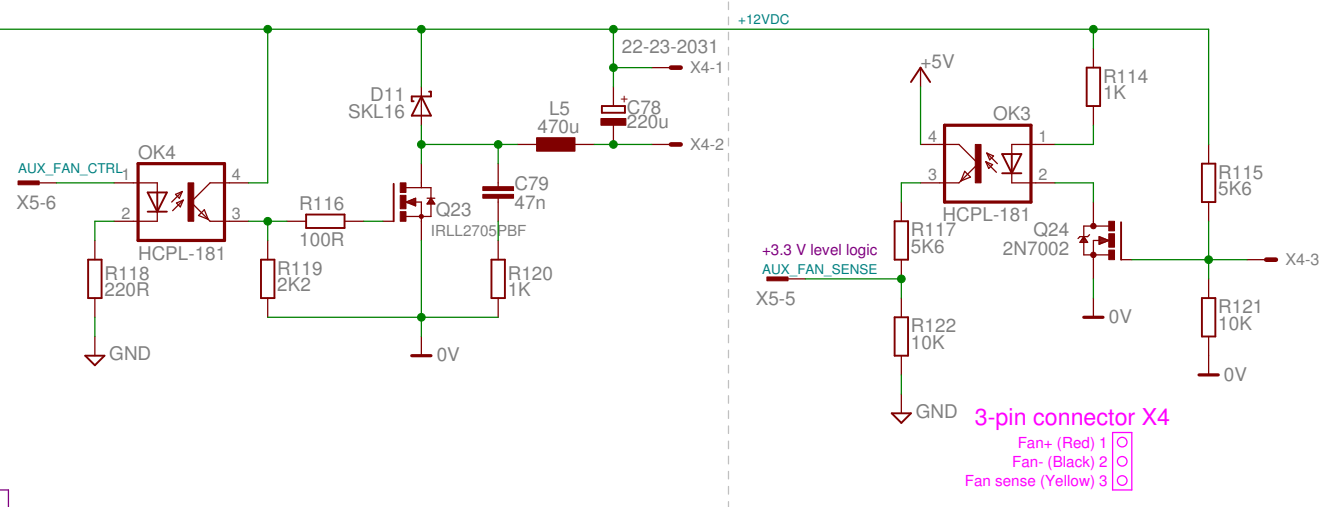 +12VDC
22-23-2031
X4-1
D11
SKL16
L5
470u
+
C78
220u
X4-2
AUX_FAN_CTRL
X5-6
OK4
1
4
2
3
HCPL-181
R118
220R
GND
R119
2K2
R116
100R
Q23
IRLL2705PBF
C79
47n
R120
1K
0V
+5V
R114
1K
OK3
4
1
3
2
HCPL-181
R115
5K6
R117
5K6
Q24
2N7002
+3.3 V level logic
AUX_FAN_SENSE
X5-5
X4-3
R122
10K
0V
R121
10K
0V
GND
3-pin connector X4
Fan+ (Red) 1
Fan- (Black) 2
Fan sense (Yellow) 3